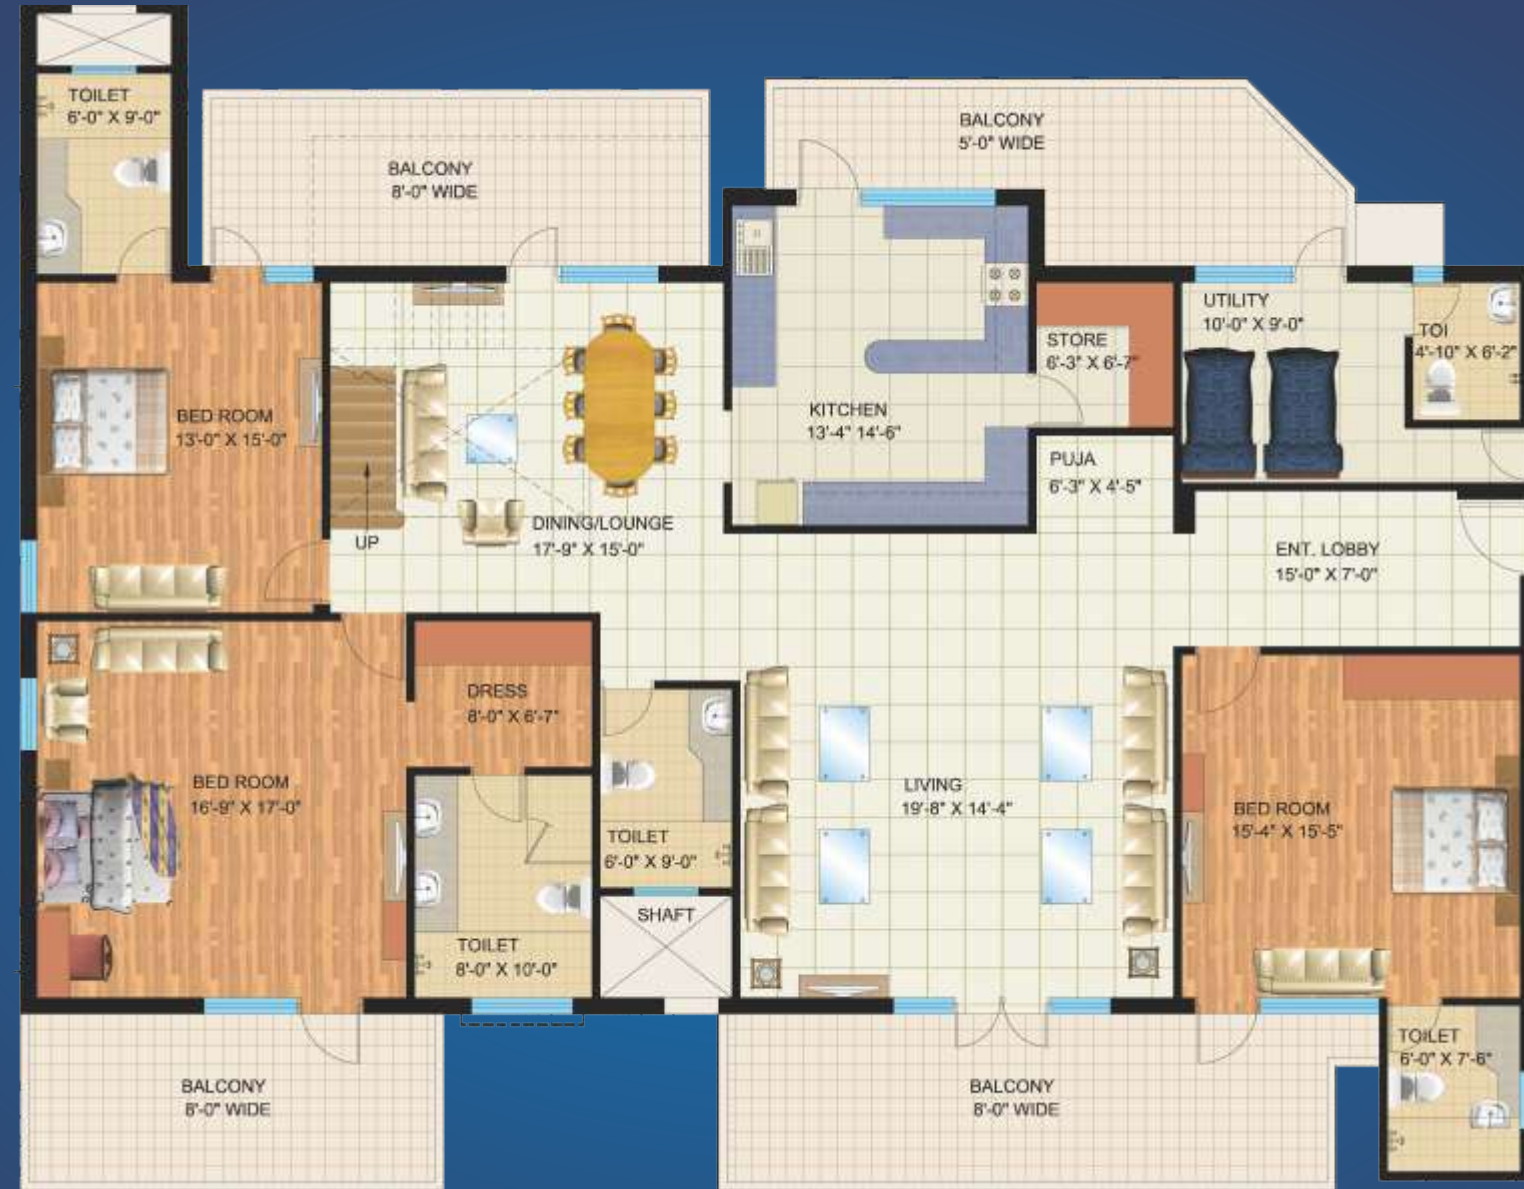 TOILET
6'-0" X 9'-0"
BALCONY
8'-0" WIDE
BALCONY
5'-0" WIDE
UTILITY
10'-0" X 9'-0"
TOI
4'-10" X 6'-2"
STORE
6'-3" X 6'-7"
BED ROOM
13'-0" X 15'-0"
KITCHEN
13'-4" 14'-6"
PUJA
6'-3" X 4'-5"
DINING/LOUNGE
17'-9" X 15'-0"
UP
ENT. LOBBY
15'-0" X 7'-0"
DRESS
8'-0" X 6'-7"
BED ROOM
16'-9" X 17'-0"
LIVING
19'-8" X 14'-4"
BED ROOM
15'-4" X 15'-5"
TOILET
6'-0" X 9'-0"
SHAFT
TOILET
8'-0" X 10'-0"
TOILET
6'-0" X 7'-6"
BALCONY
8'-0" WIDE
BALCONY
8'-0" WIDE